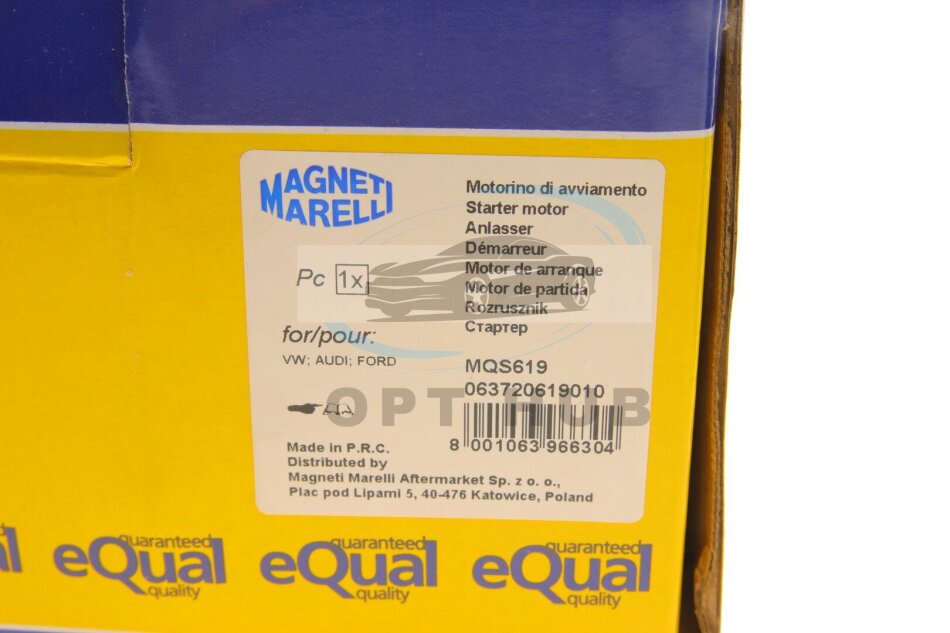 MAGNETI
MARELLI
Motorino di avviamento
Starter motor
Anlasser
Démarreur
Motor de arranque
Motor de partida
Rozrusznik
Стартер
Pc 1x
for/pour:
VW; AUDI; FORD
MQS619
063720619010
OPT HUB
8 001063 966304
Made in P.R.C.
Distributed by
Magneti Marelli Aftermarket Sp. z o. o.,
Plac pod Lipami 5, 40-476 Katowice, Poland
guaranteed guaranteed guaranteed
eQual eQual eQual
quality quality quality